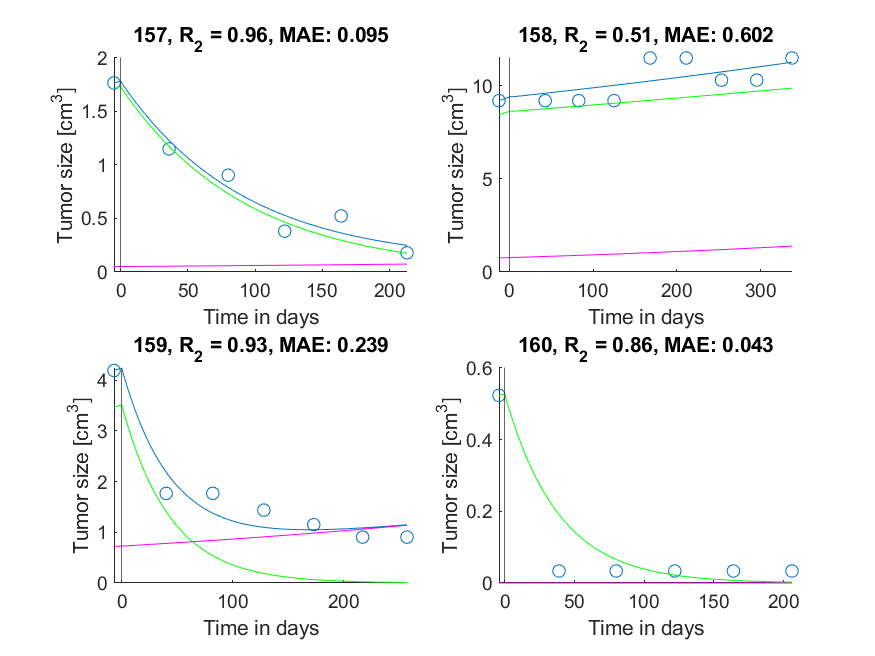 157, R2 = 0.96, MAE: 0.095
2
1.5
1
0.5
0
Tumor size [cm3]
0 50 100 150 200
Time in days
158, R2 = 0.51, MAE: 0.602
10
5
0
Tumor size [cm3]
0 100 200 300
Time in days
159, R2 = 0.93, MAE: 0.239
4
3
2
1
0
Tumor size [cm3]
0 100 200
Time in days
160, R2 = 0.86, MAE: 0.043
0.6
0.4
0.2
0
Tumor size [cm3]
0 50 100 150 200
Time in days